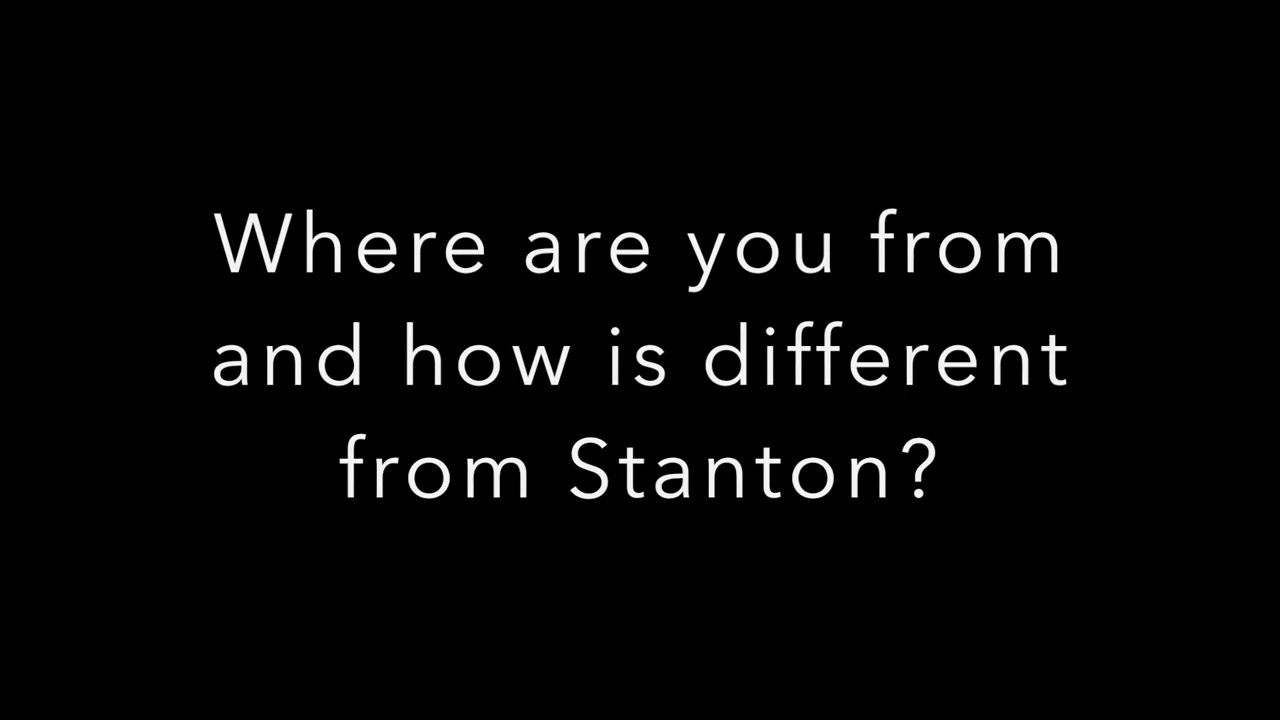 Where are you from
and how is different
from Stanton?